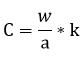 C = w/a * k